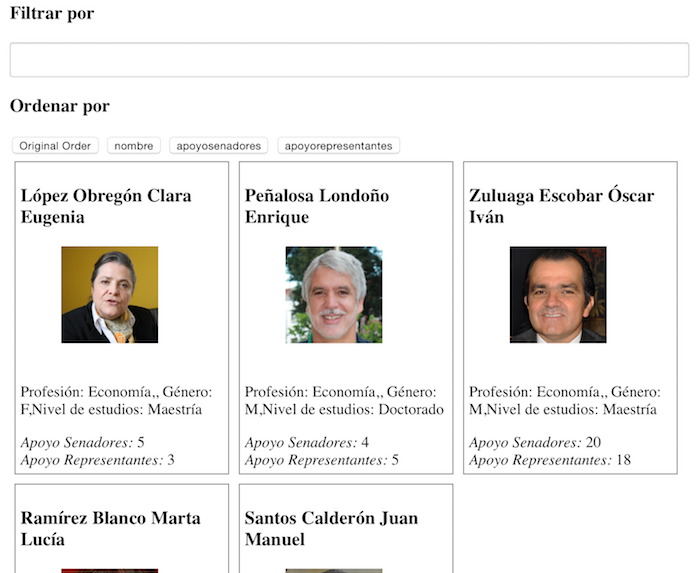 Filtrar por
Ordenar por
Original Order nombre apoyosenadores apoyorepresentantes
López Obregón Clara
Eugenia
Profesión: Economía,, Género:
F,Nivel de estudios: Maestría
Apoyo Senadores: 5
Apoyo Representantes: 3
Peñalosa Londoño
Enrique
Profesión: Economía,, Género:
M,Nivel de estudios: Doctorado
Apoyo Senadores: 4
Apoyo Representantes: 5
Zuluaga Escobar Óscar
Iván
Profesión: Economía,, Género:
M,Nivel de estudios: Maestría
Apoyo Senadores: 20
Apoyo Representantes: 18
Ramírez Blanco Marta
Lucía
Santos Calderón Juan
Manuel